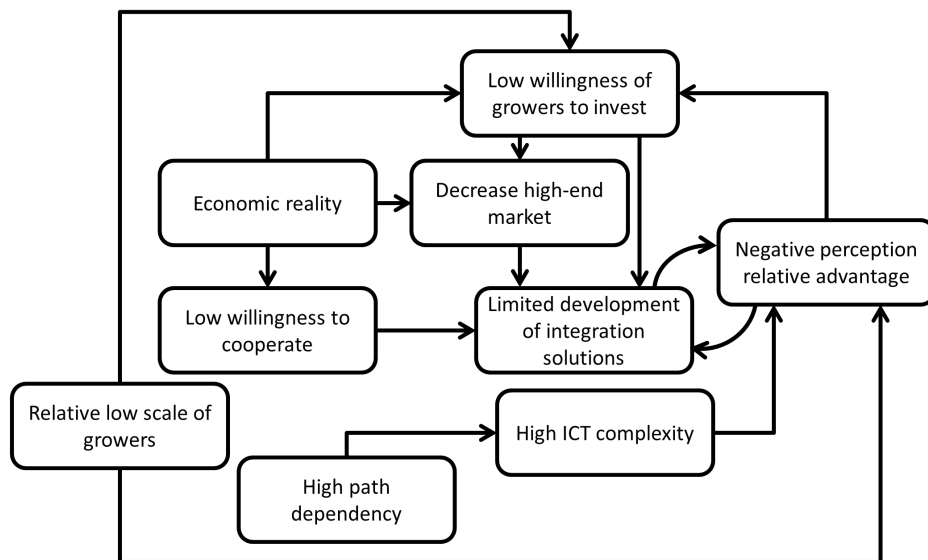 Low willingness of
growers to invest
Economic reality
Decrease high-end
market
Negative perception
relative advantage
Low willingness to
cooperate
Limited development
of integration
solutions
Relative low scale of
growers
High ICT complexity
High path
dependency